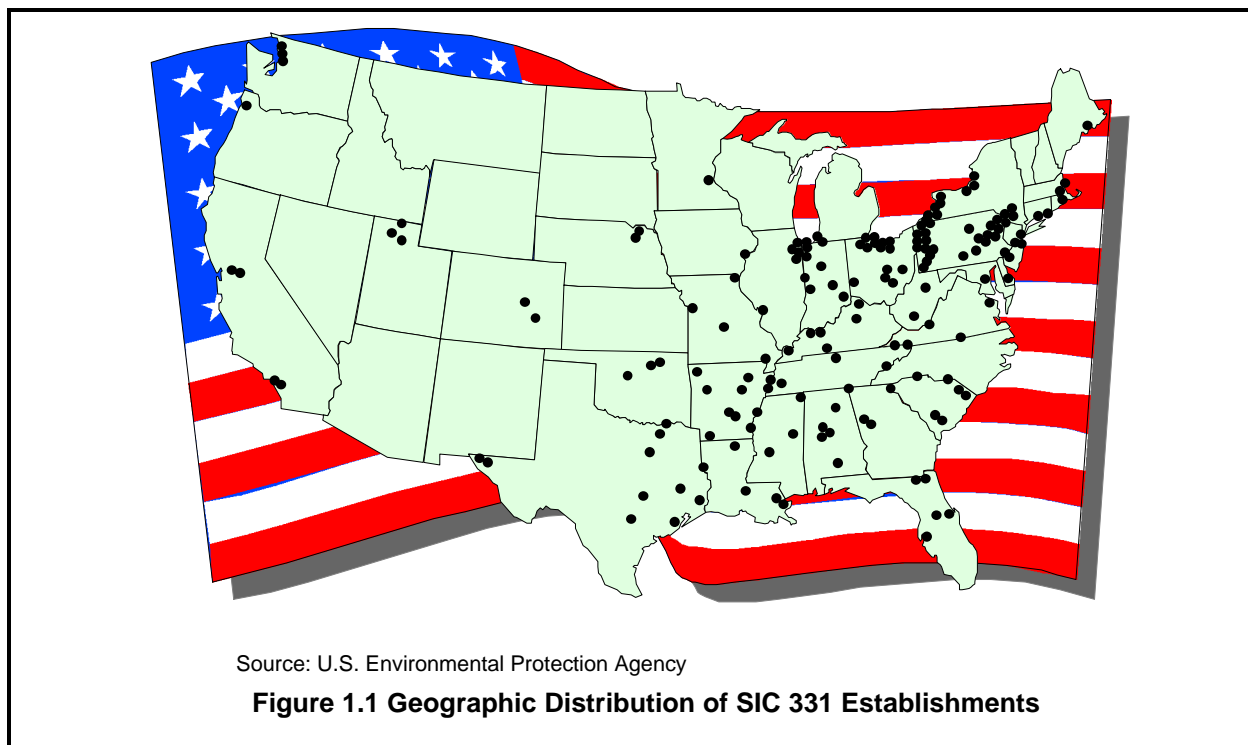 Source: U.S. Environmental Protection Agency
Figure 1.1 Geographic Distribution of SIC 331 Establishments